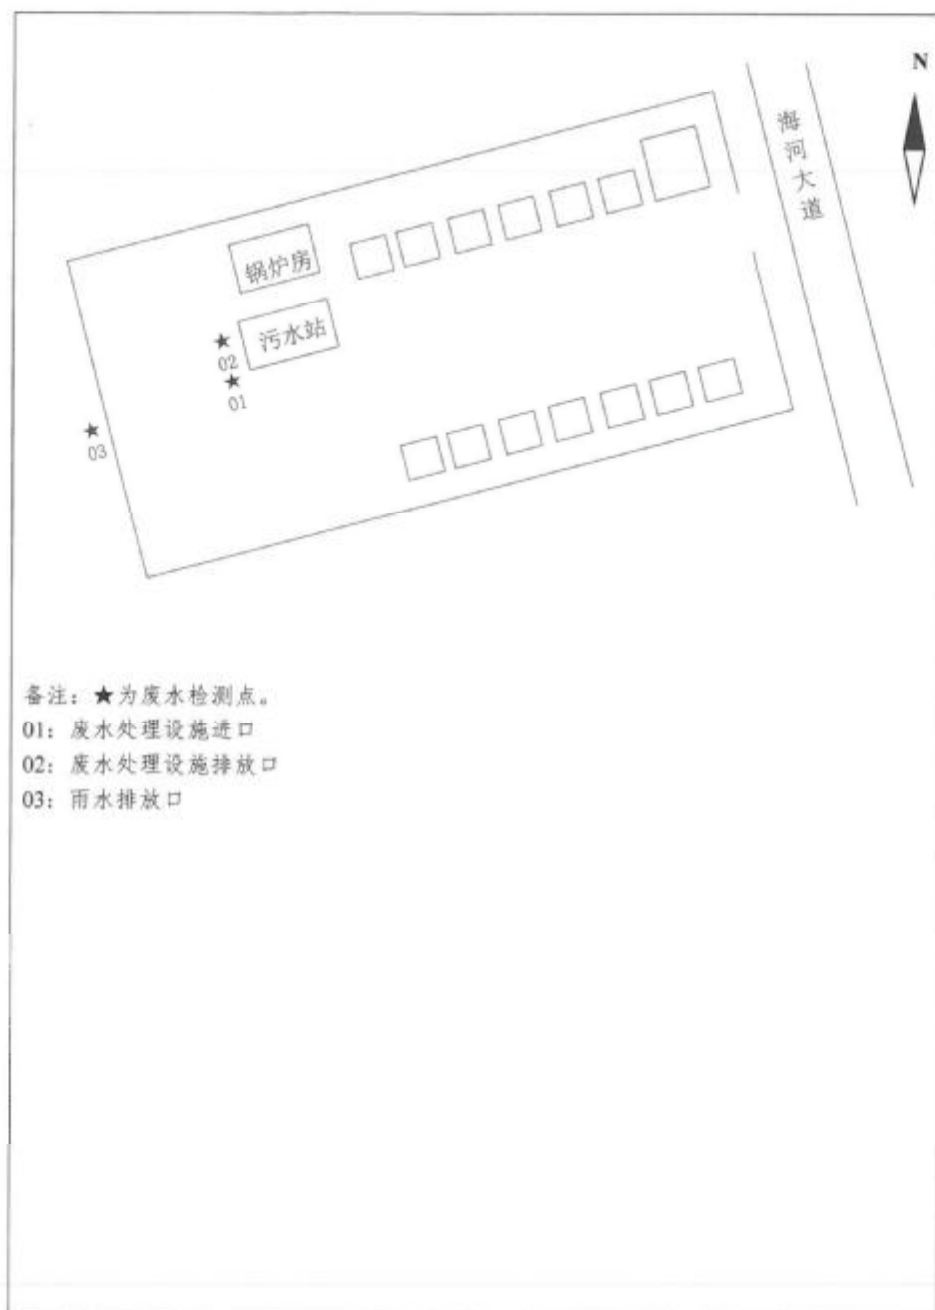 N
海河大道
锅炉房
污水站
★
02
★
01
★
03
备注：★为废水检测点。
01：废水处理设施进口
02：废水处理设施排放口
03：雨水排放口